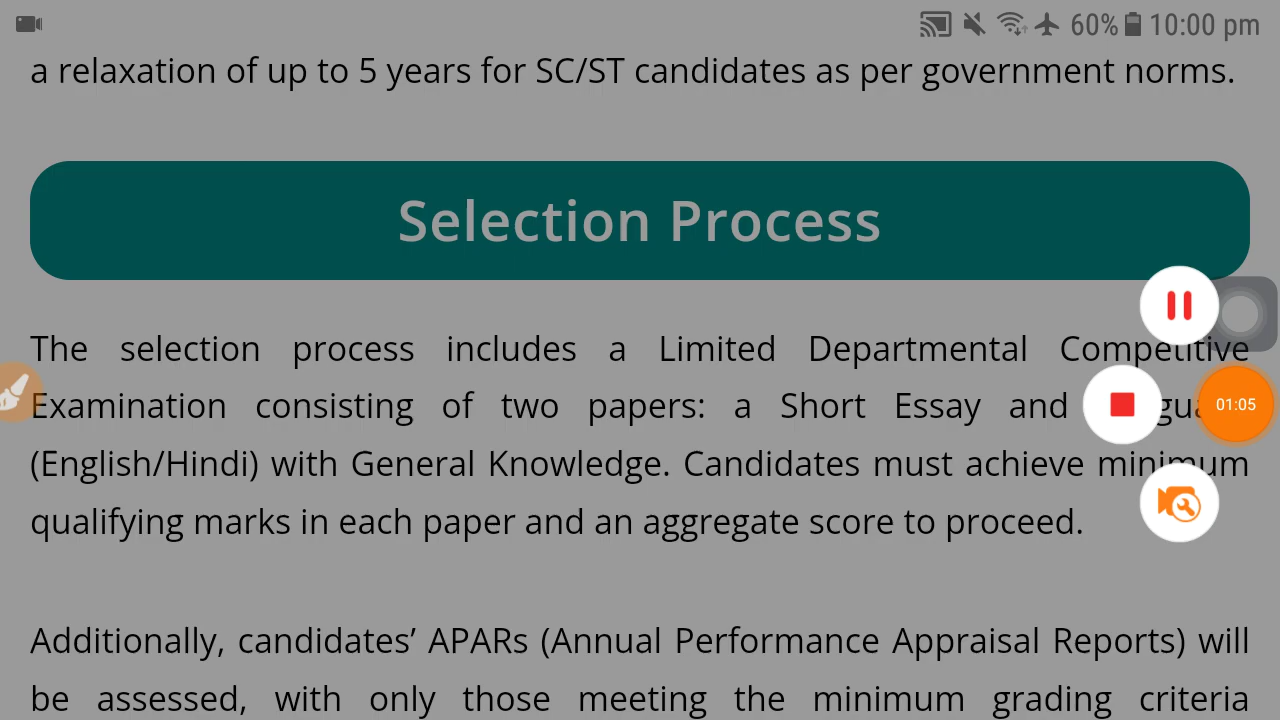 60% 10:00 pm
a relaxation of up to 5 years for SC/ST candidates as per government norms.
Selection Process
The selection process includes a Limited Departmental Competitive
Examination consisting of two papers: a Short Essay and
01:05
(English/Hindi) with General Knowledge. Candidates must achieve minimum
qualifying marks in each paper and an aggregate score to proceed.
Additionally, candidates’ APARs (Annual Performance Appraisal Reports) will
be assessed, with only those meeting the minimum grading criteria